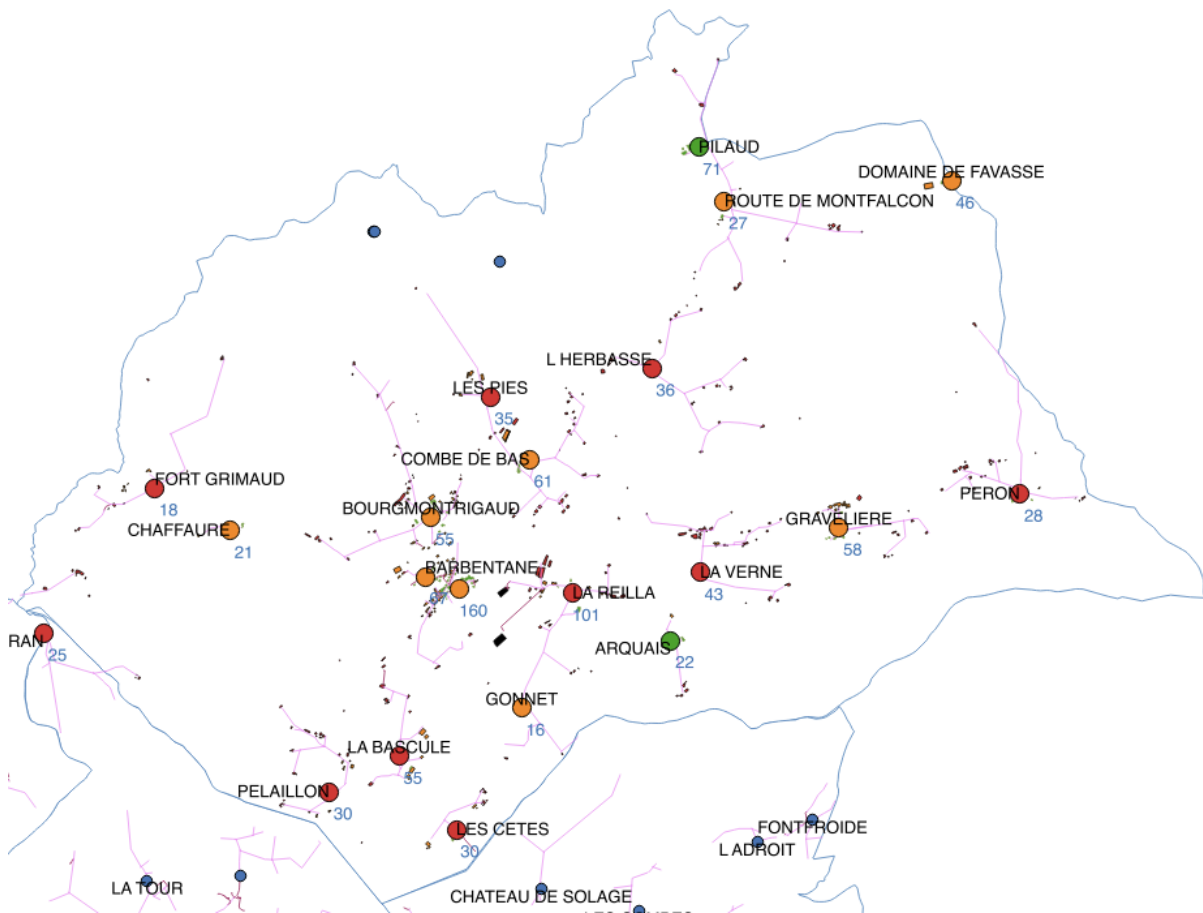 PILAUD
71
DOMAINE DE FAVASSE
46
ROUTE DE MONTFALCON
27
L HERBASSE
36
LES PIES
35
COMBE DE BAS
61
FORT GRIMAUD
18
PERON
28
BOURGMONTRIGAUD
55
GRAVELIERE
58
CHAFFAURE
21
BARBENTANE
67
160
LA REILLA
101
LA VERNE
43
RAN
25
ARQUAIS
22
GONNET
16
LA BASCULE
55
PELAILLON
30
LES CETES
30
FONTFROIDE
L ADROIT
LA TOUR
CHATEAU DE SOLAGE